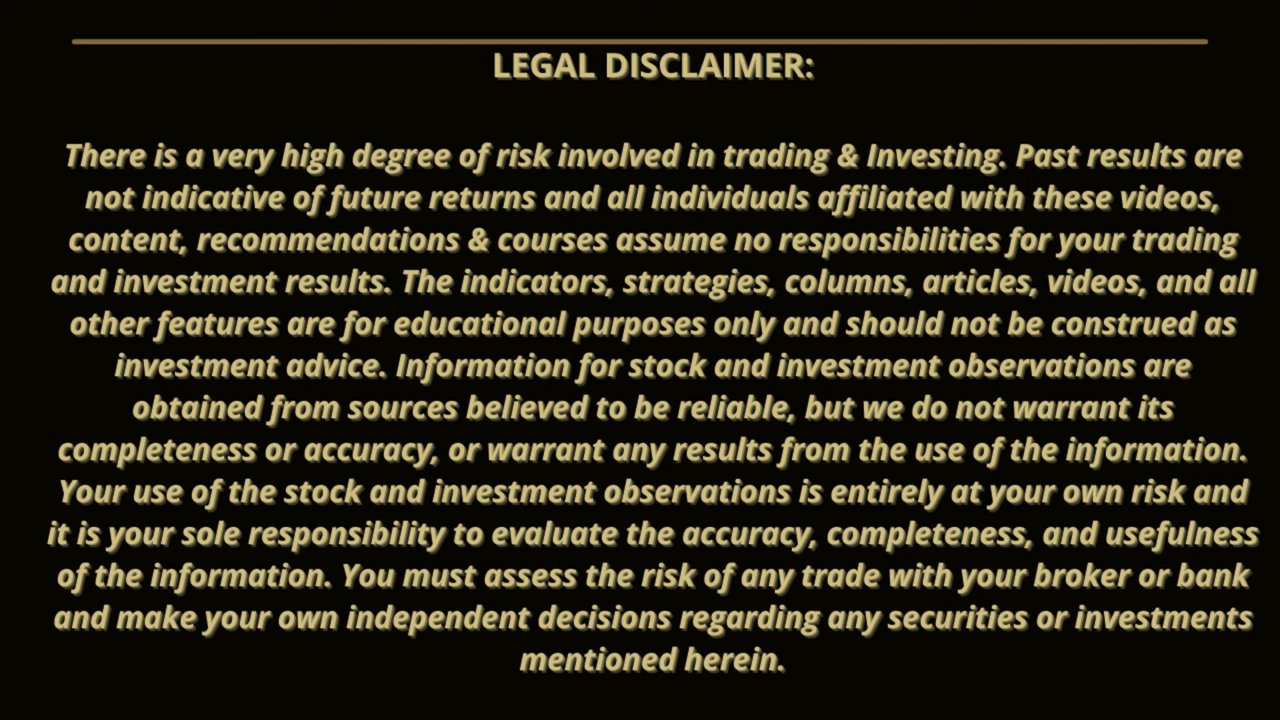 LEGAL DISCLAIMER:
There is a very high degree of risk involved in trading & Investing. Past results are
not indicative of future returns and all individuals affiliated with these videos,
content, recommendations & courses assume no responsibilities for your trading
and investment results. The indicators, strategies, columns, articles, videos, and all
other features are for educational purposes only and should not be construed as
investment advice. Information for stock and investment observations are
obtained from sources believed to be reliable, but we do not warrant its
completeness or accuracy, or warrant any results from the use of the information.
Your use of the stock and investment observations is entirely at your own risk and
it is your sole responsibility to evaluate the accuracy, completeness, and usefulness
of the information. You must assess the risk of any trade with your broker or bank
and make your own independent decisions regarding any securities or investments
mentioned herein.